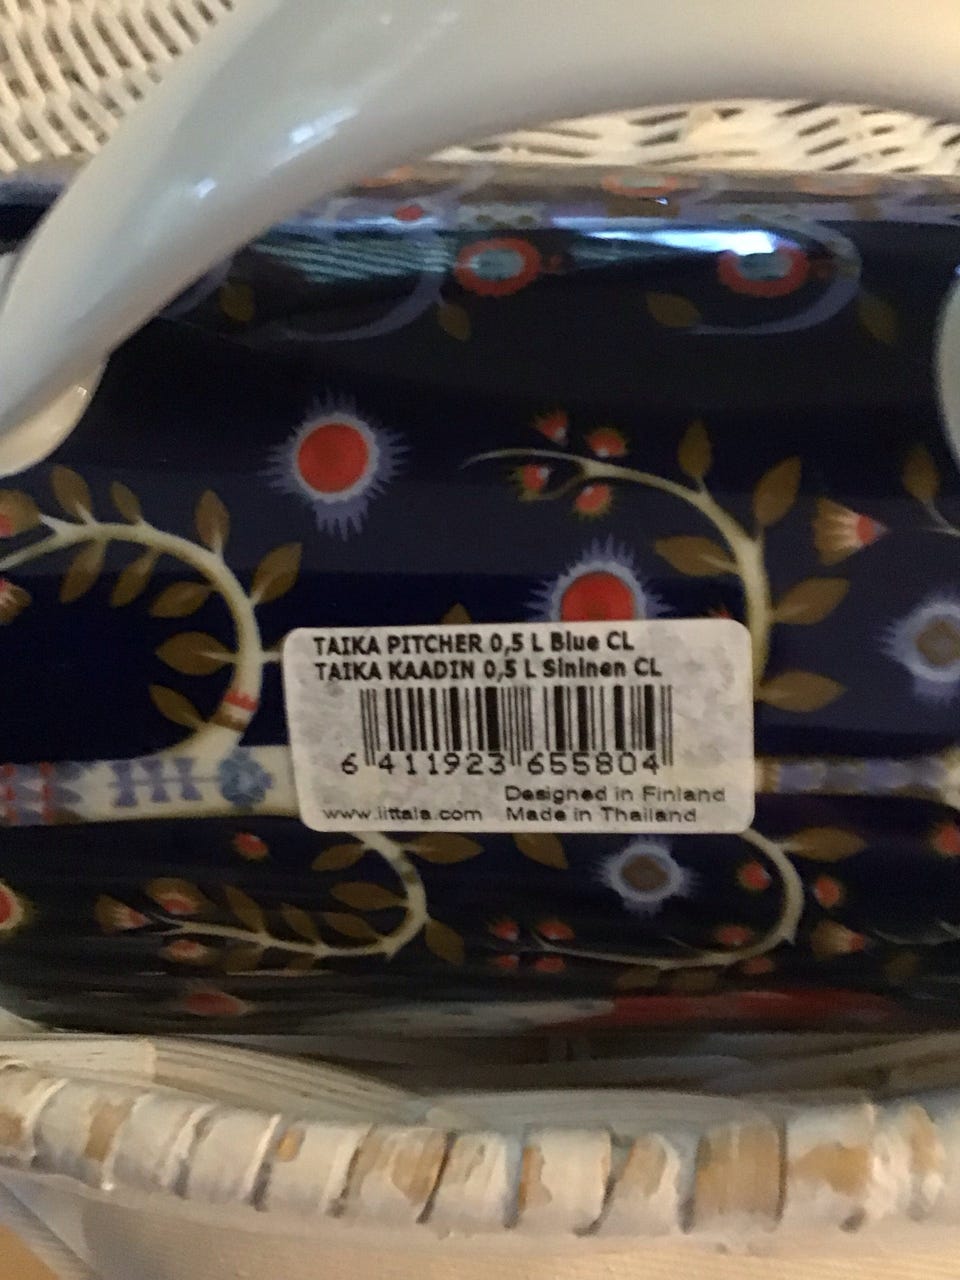 TAIKA PITCHER 0,5 L Blue CL
TAIKA KAADIN 0,5 L Sininen CL
6 411923 655804
Designed in Finland
www.iittala.com Made in Thailand